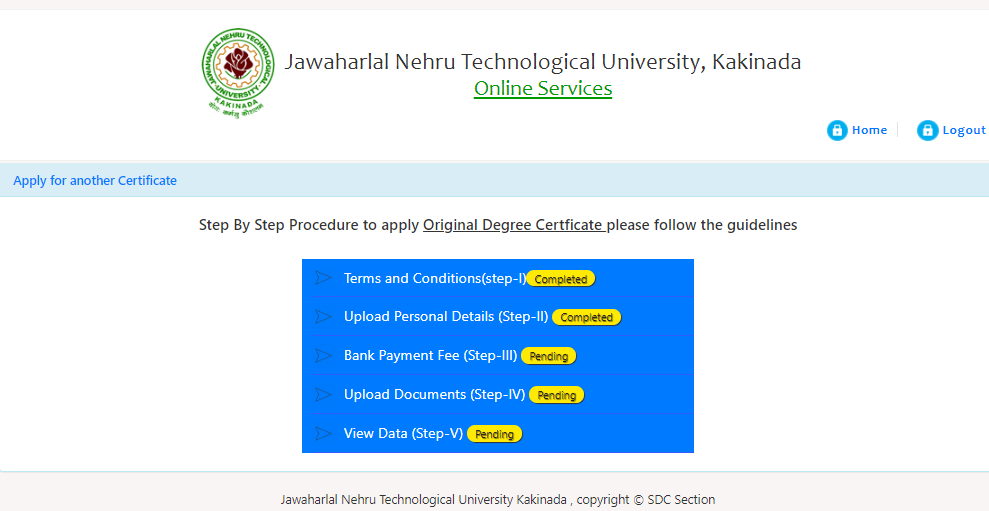 JAWAHARLAL NEHRU TECHNOLOGICAL
UNIVERSITY
KAKINADA
Jawaharlal Nehru Technological University, Kakinada
Online Services
Home
Logout
Apply for another Certificate
Step By Step Procedure to apply Original Degree Certficate please follow the guidelines
Terms and Conditions(step-I) Completed
Upload Personal Details (Step-II) Completed
Bank Payment Fee (Step-III) Pending
Upload Documents (Step-IV) Pending
View Data (Step-V) Pending
Jawaharlal Nehru Technological University Kakinada , copyright © SDC Section